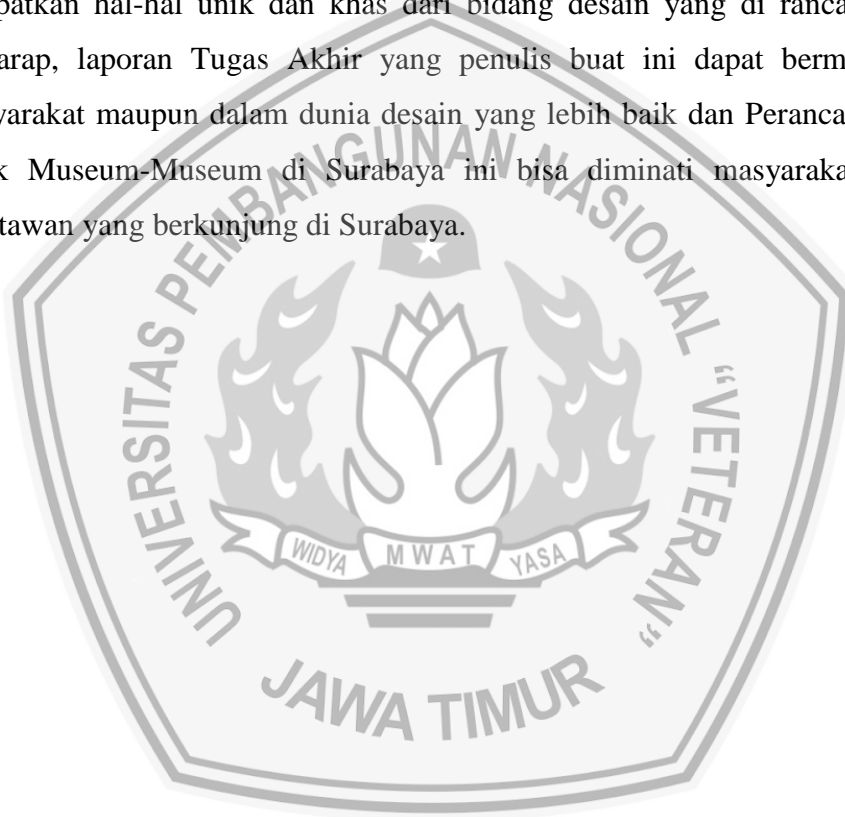 patkan hal-hal unik dan khas dari bidang desain yang di ranca
arap, laporan Tugas Akhir yang penulis buat ini dapat berm
yarakat maupun dalam dunia desain yang lebih baik dan Peranca
k Museum-Museum di Surabaya ini bisa diminati masyaraka
tawan yang berkunjung di Surabaya.
UNIVERSITAS PEMBANGUNAN NASIONAL "VETERAN"
WIDYA MWAT YASA
JAWA TIMUR